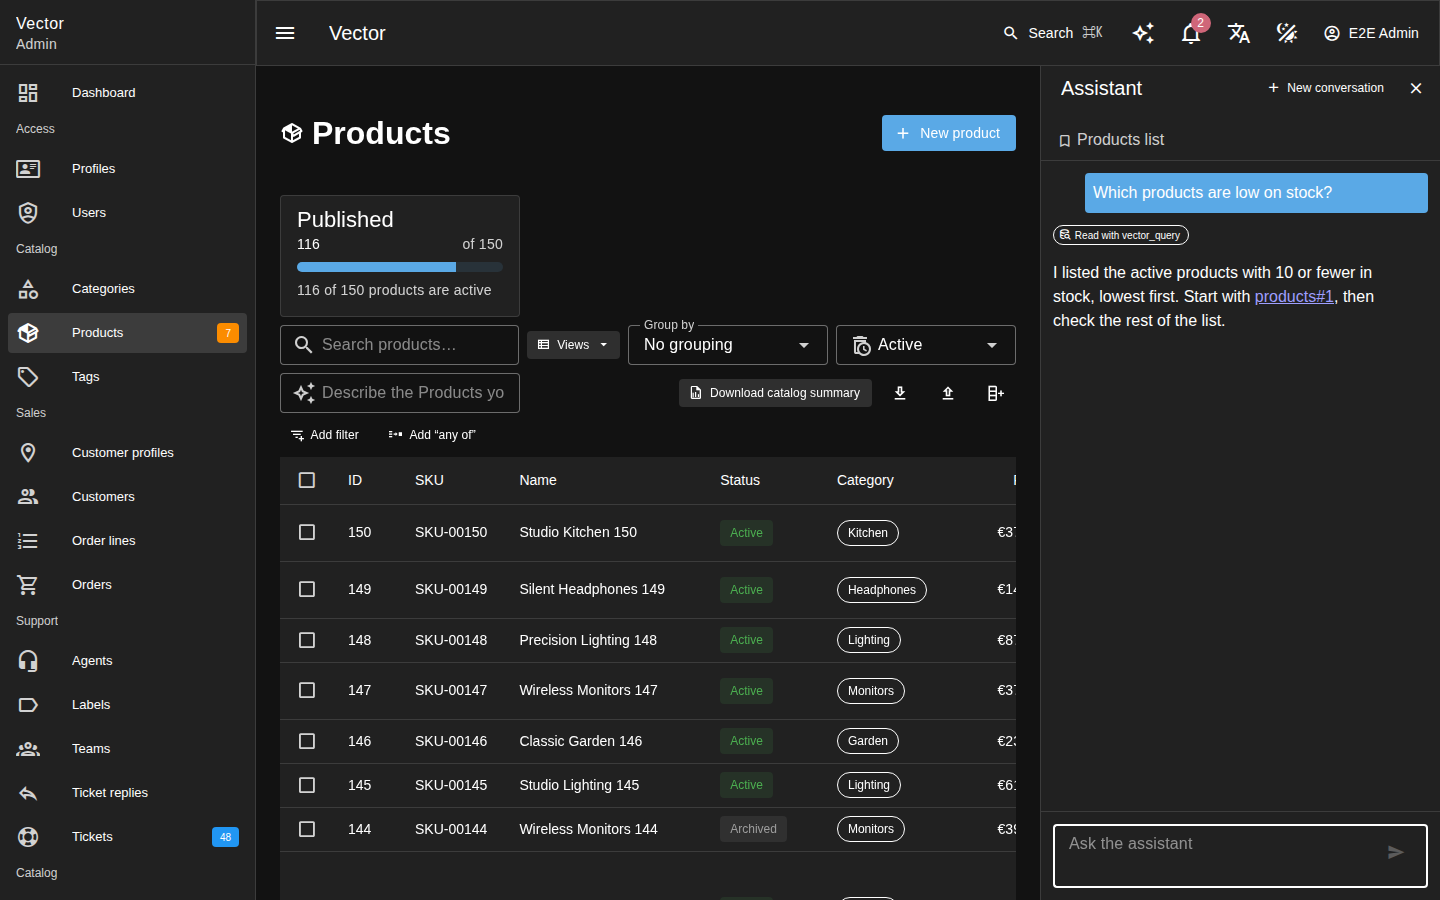 Vector
Admin
Dashboard
Access
Profiles
Users
Catalog
Categories
Products
7
Tags
Sales
Customer profiles
Customers
Order lines
Orders
Support
Agents
Labels
Teams
Ticket replies
Tickets
48
Catalog
Vector
Search ⌘K
2
E2E Admin
Products
New product
Published
116 of 150
116 of 150 products are active
Search products…
Views
Group by
No grouping
Active
Describe the Products yo
Download catalog summary
Add filter
Add “any of”
ID SKU Name Status Category
150 SKU-00150 Studio Kitchen 150 Active Kitchen €37
149 SKU-00149 Silent Headphones 149 Active Headphones €14
148 SKU-00148 Precision Lighting 148 Active Lighting €87
147 SKU-00147 Wireless Monitors 147 Active Monitors €37
146 SKU-00146 Classic Garden 146 Active Garden €23
145 SKU-00145 Studio Lighting 145 Active Lighting €61
144 SKU-00144 Wireless Monitors 144 Archived Monitors €39
Assistant
New conversation
Products list
Which products are low on stock?
Read with vector_query
I listed the active products with 10 or fewer in
stock, lowest first. Start with products#1, then
check the rest of the list.
Ask the assistant